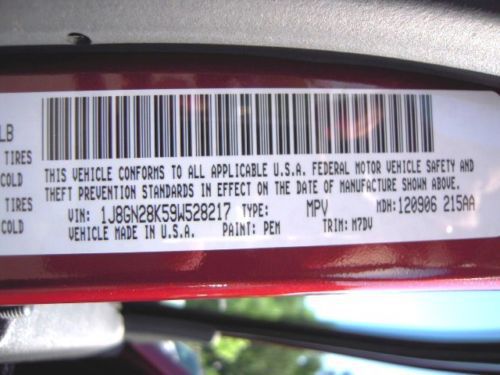 LB
TIRES
COLD
TIRES
COLD
THIS VEHICLE CONFORMS TO ALL APPLICABLE U.S.A. FEDERAL MOTOR VEHICLE SAFETY AND
THEFT PREVENTION STANDARDS IN EFFECT ON THE DATE OF MANUFACTURE SHOWN ABOVE.
VIN: 1J8GN28K59W528217 TYPE: MPV MDH:120906 215AA
VEHICLE MADE IN U.S.A. PAINT: PEM TRIM: M7DV